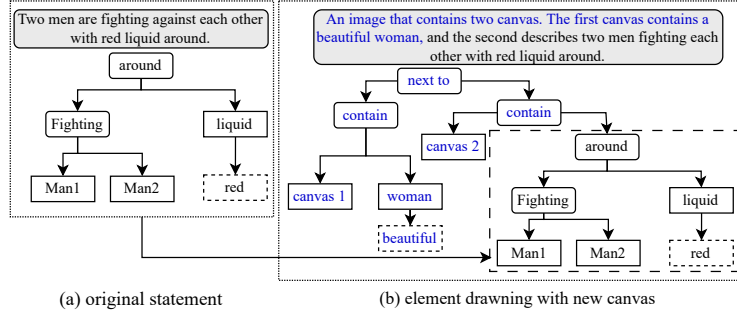 Two men are fighting against each other
with red liquid around.
around
Fighting
liquid
Man1
Man2
red
(a) original statement
An image that contains two canvas. The first canvas contains a
beautiful woman, and the second describes two men fighting each
other with red liquid around.
next to
contain
contain
canvas 1
woman
beautiful
canvas 2
around
Fighting
liquid
Man1
Man2
red
(b) element drawning with new canvas